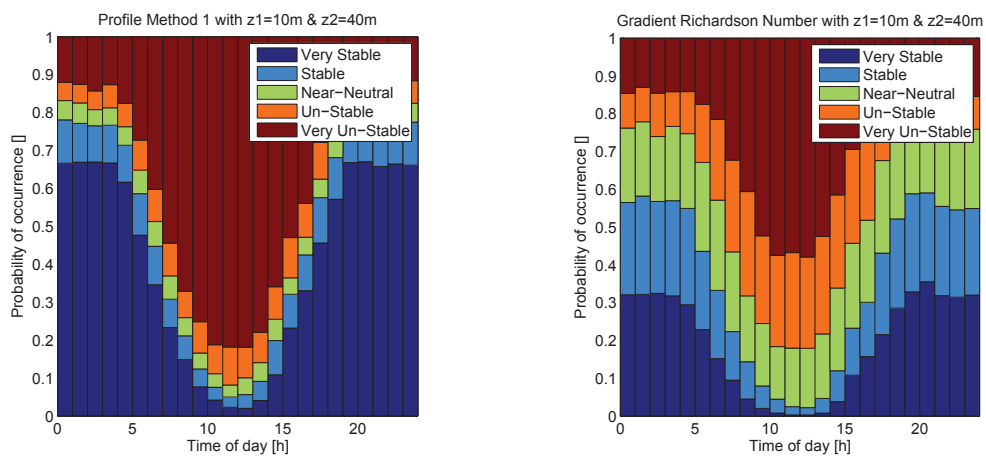 Profile Method 1 with z1=10m & z2=40m
Probability of occurrence []
1
0.9
0.8
0.7
0.6
0.5
0.4
0.3
0.2
0.1
0
Very Stable
Stable
Near−Neutral
Un−Stable
Very Un−Stable
0 5 10 15 20
Time of day [h]
Gradient Richardson Number with z1=10m & z2=40m
Probability of occurrence []
1
0.9
0.8
0.7
0.6
0.5
0.4
0.3
0.2
0.1
0
Very Stable
Stable
Near−Neutral
Un−Stable
Very Un−Stable
0 5 10 15 20
Time of day [h]